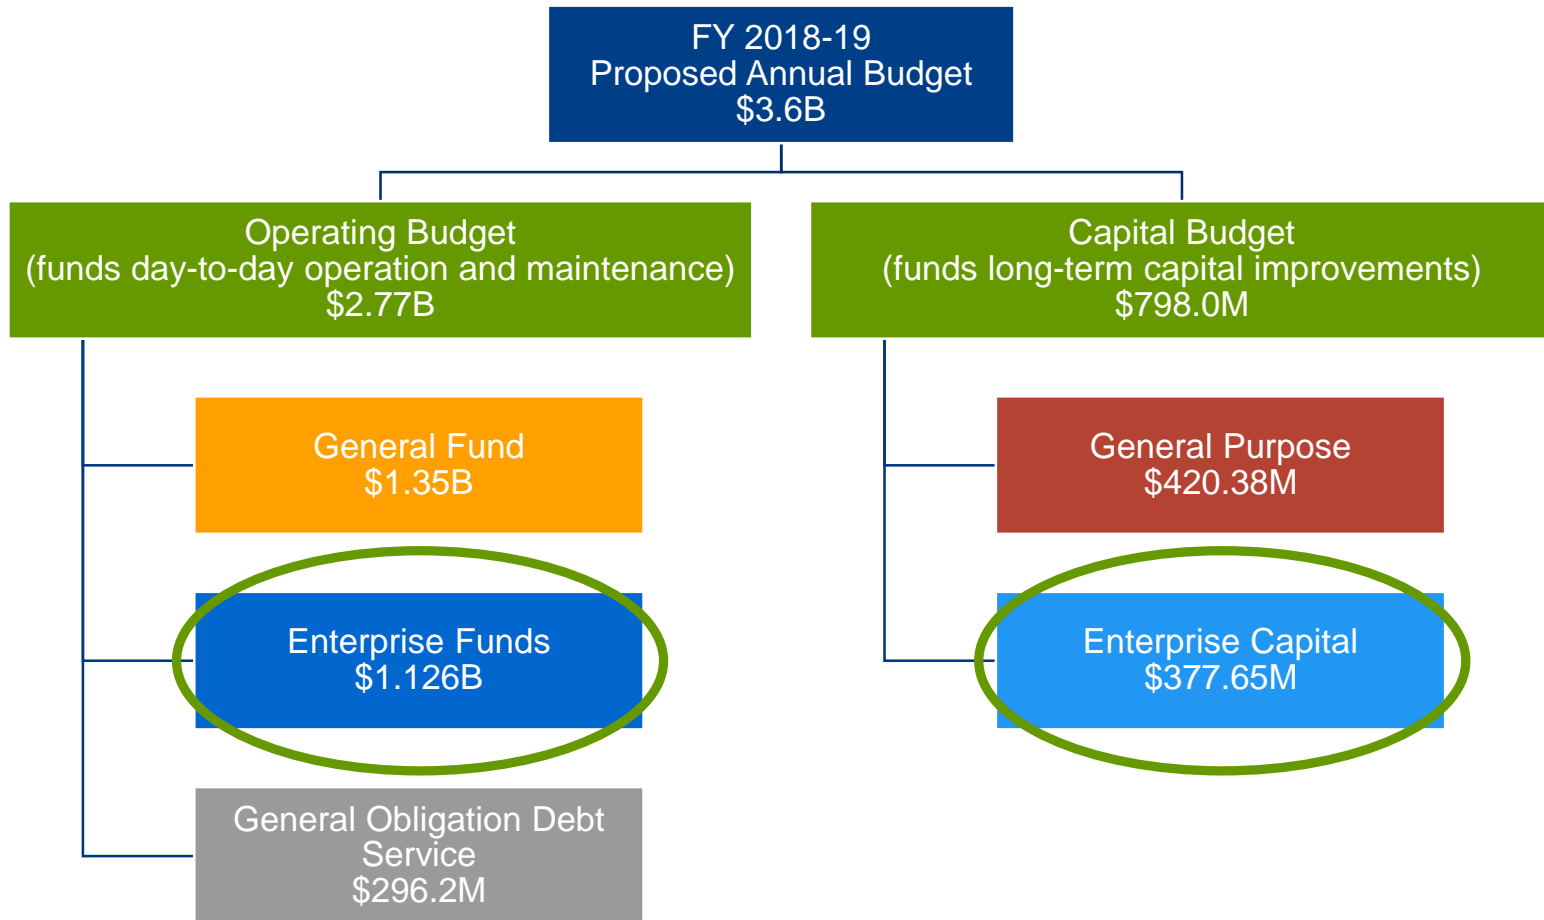 FY 2018-19
Proposed Annual Budget
$3.6B
Operating Budget
(funds day-to-day operation and maintenance)
$2.77B
General Fund
$1.35B
Enterprise Funds
$1.126B
General Obligation Debt
Service
$296.2M
Capital Budget
(funds long-term capital improvements)
$798.0M
General Purpose
$420.38M
Enterprise Capital
$377.65M